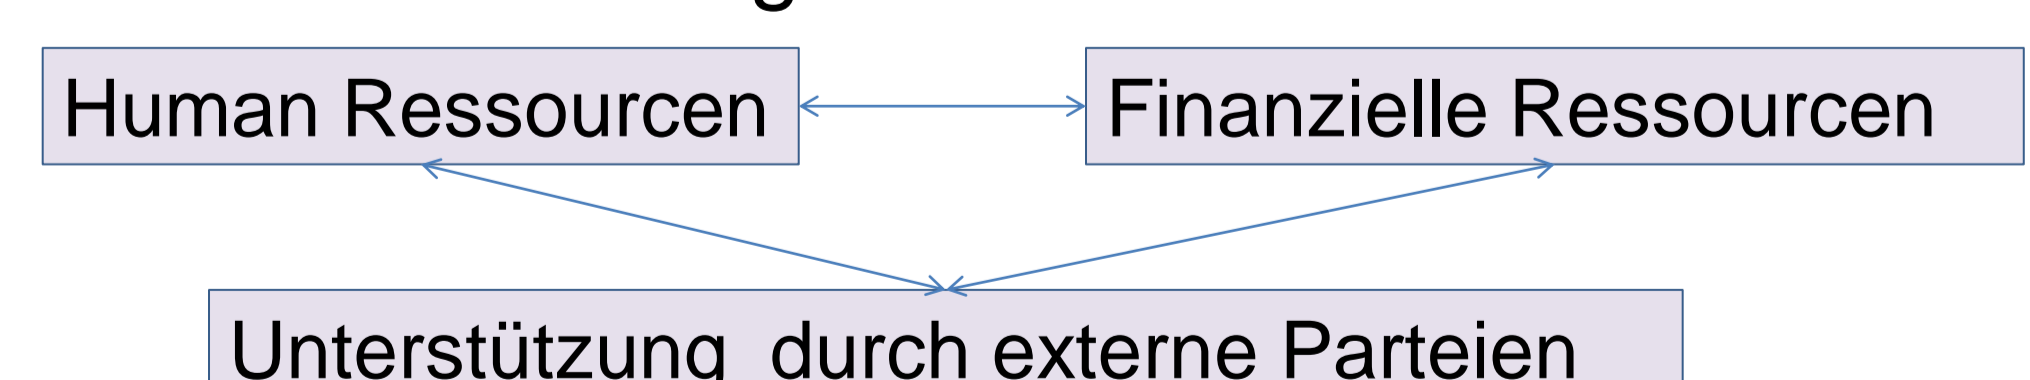 Human Ressourcen
Finanzielle Ressourcen
Unterstützung durch externe Parteien